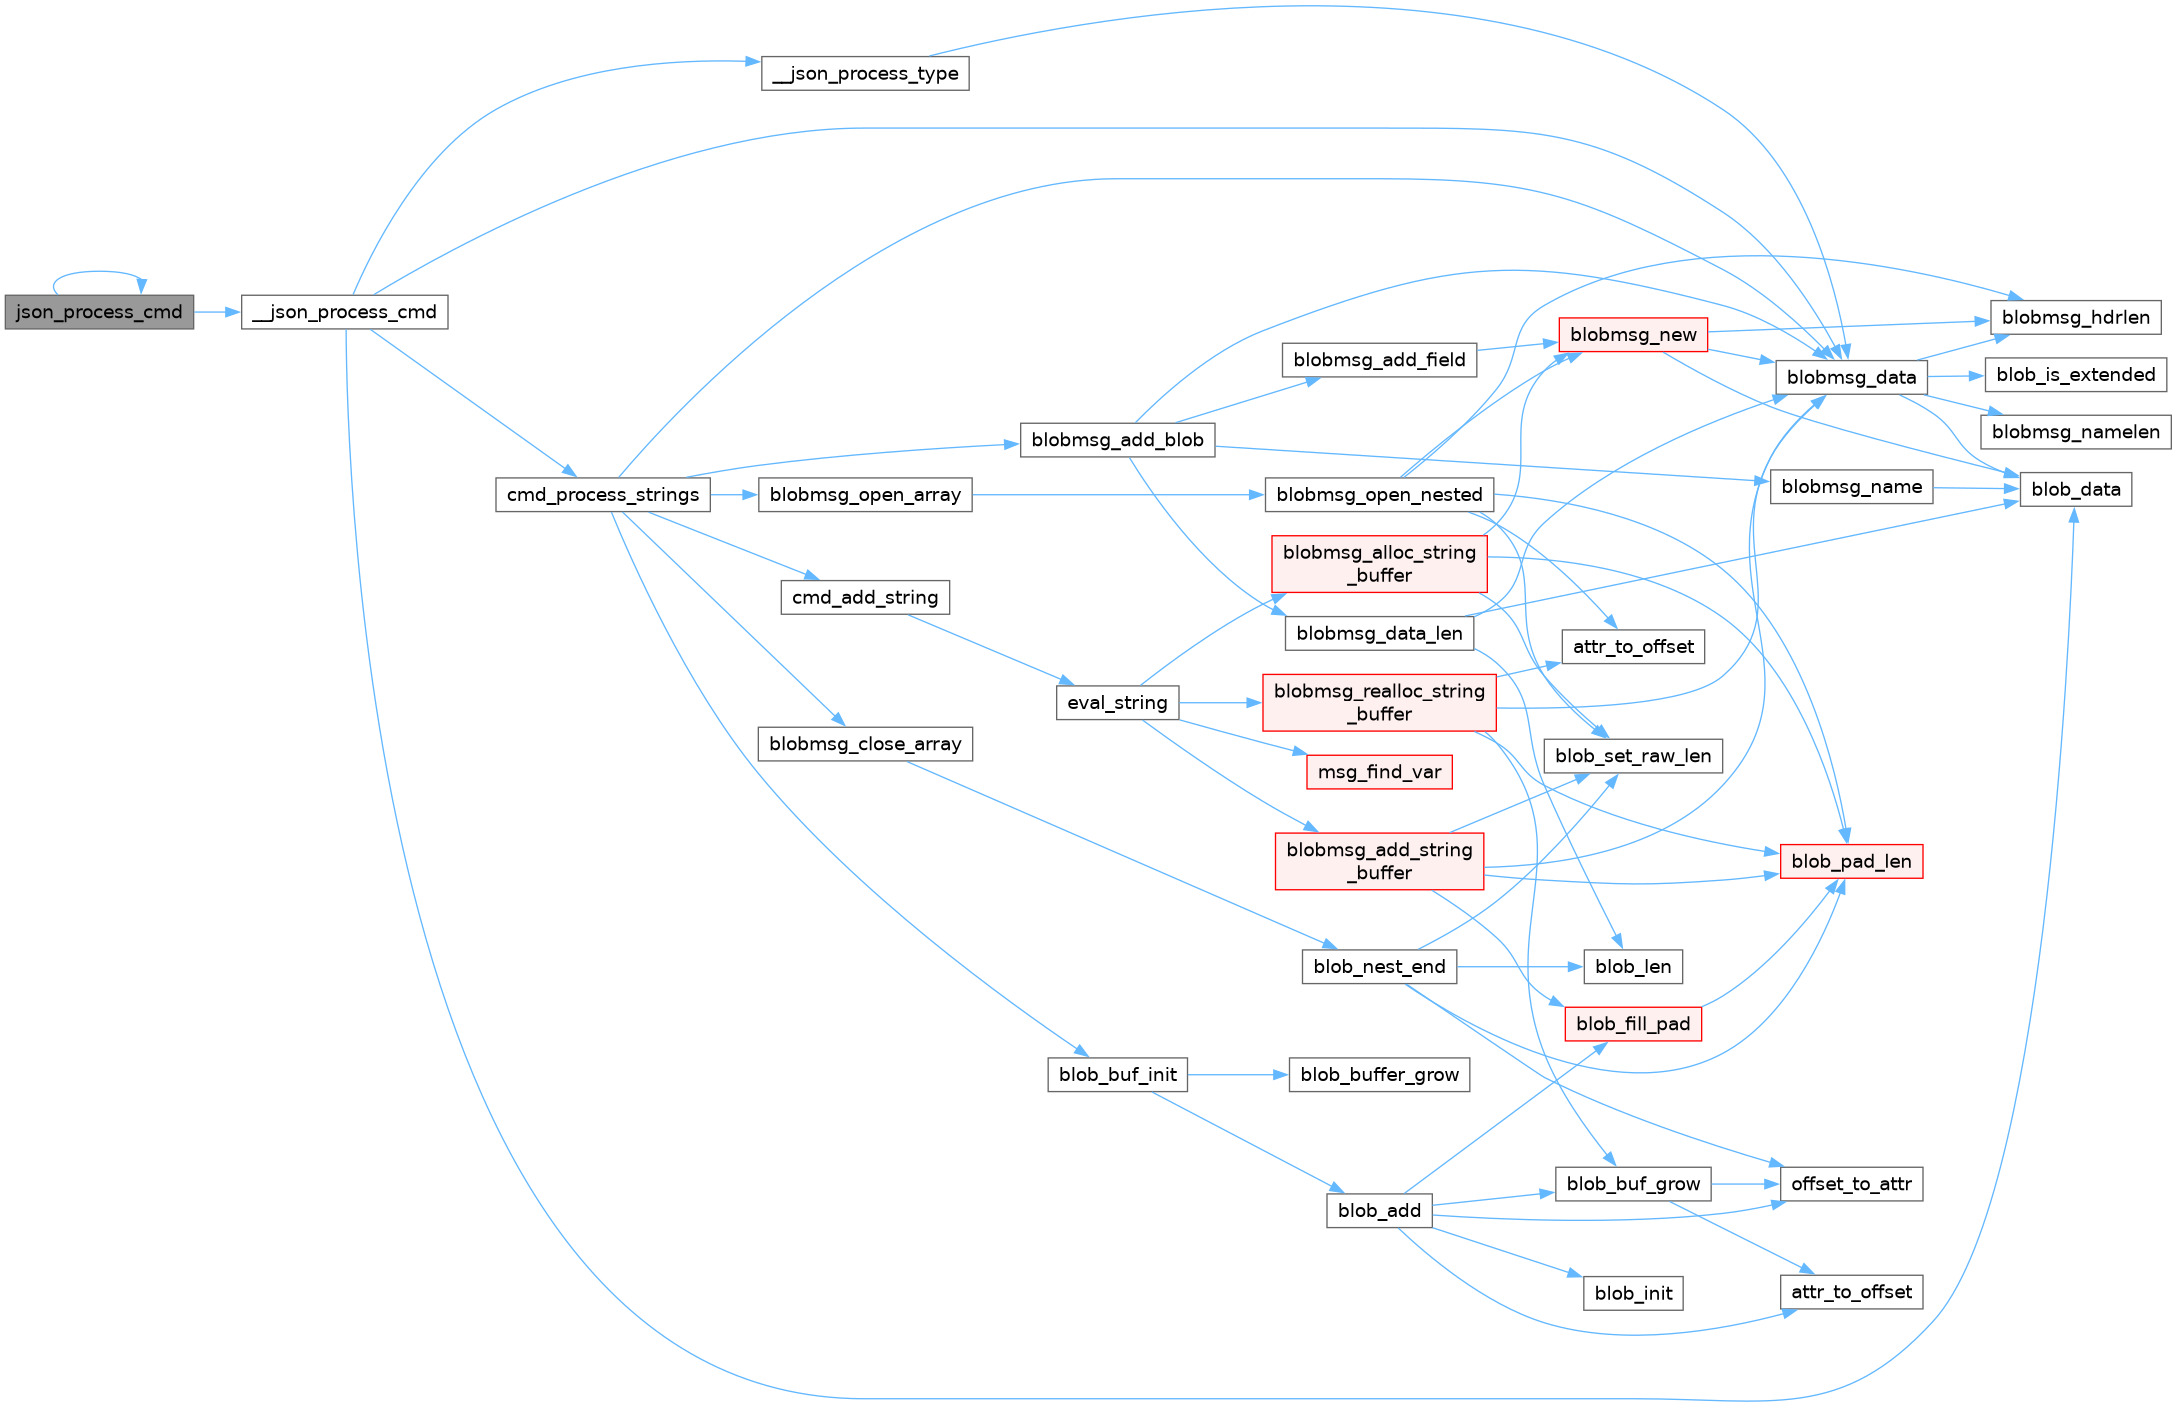 json_process_cmd
__json_process_cmd
__json_process_type
cmd_process_strings
blobmsg_open_array
cmd_add_string
blobmsg_close_array
blobmsg_add_blob
eval_string
blob_buf_init
blobmsg_add_field
blobmsg_open_nested
blobmsg_alloc_string
_buffer
blobmsg_data_len
blobmsg_realloc_string
_buffer
msg_find_var
blobmsg_add_string
_buffer
blob_nest_end
blob_buffer_grow
blob_add
blobmsg_new
attr_to_offset
blob_set_raw_len
blob_len
blob_fill_pad
blob_buf_grow
blob_init
blobmsg_data
blobmsg_name
blob_pad_len
offset_to_attr
attr_to_offset
blobmsg_hdrlen
blob_is_extended
blobmsg_namelen
blob_data